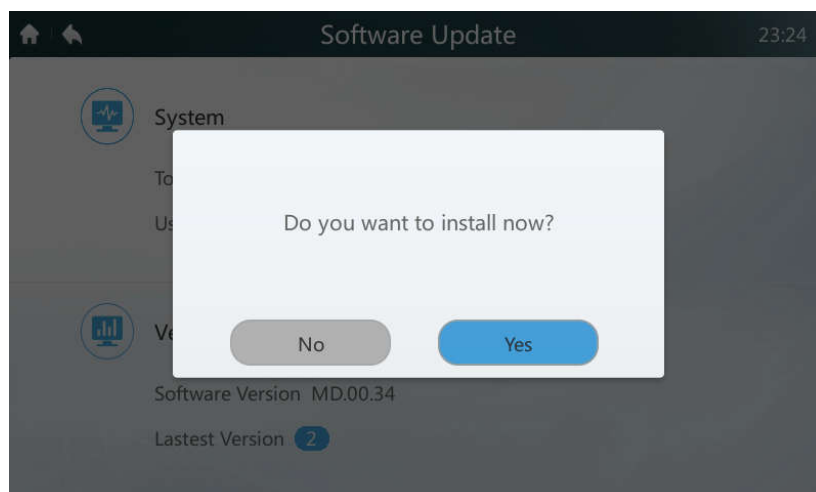 Software Update
23:24
System
To
Us
Do you want to install now?
No
Yes
Ve
Software Version MD.00.34
Lastest Version 2